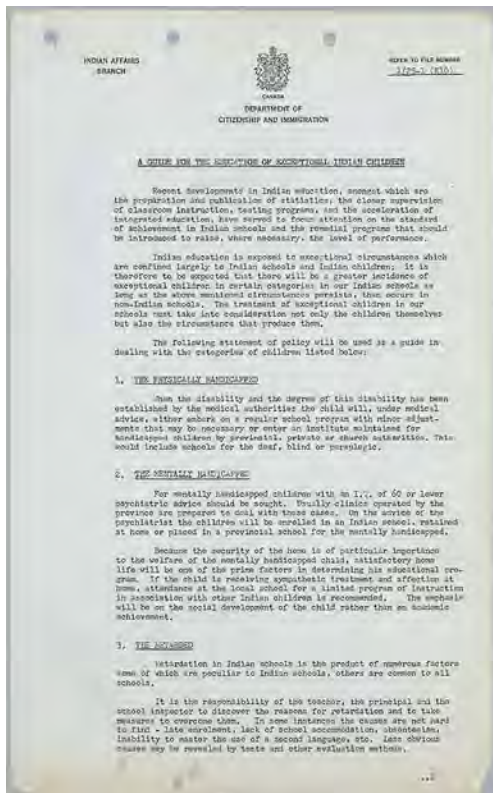 INDIAN AFFAIRS
BRANCH
REFER TO FILE NUMBER
CANADA
DEPARTMENT OF
CITIZENSHIP AND IMMIGRATION
A GUIDE FOR THE EDUCATION OF EXCEPTIONAL INDIAN CHILDREN
Recent developments in Indian education, amongst which are
the preparation and publication of statistics, the closer supervision
of classroom instruction, testing programs, and the acceleration of
integrated education, have served to focus attention on the standard
of achievement in Indian schools and the remedial programs that should
be introduced to raise, where necessary, the level of performance.
Indian education is exposed to exceptional circumstances which
are confined largely to Indian schools and Indian children; it is
therefore to be expected that there will be a greater incidence of
exceptional children in certain categories in our Indian schools as
long as the above mentioned circumstances persists, than occurs in
non-Indian schools. The treatment of exceptional children in our
schools must take into consideration not only the children themselves
but also the circumstance that produce them.
The following statement of policy will be used as a guide in
dealing with the categories of children listed below:
1. THE PHYSICALLY HANDICAPPED
When the disability and the degree of this disability has been
established by the medical authorities the child will, under medical
advice, either embark on a regular school program with minor adjust-
ments that may be necessary or enter an institute maintained for
handicapped children by provincial, private or church authorities. This
would include schools for the deaf, blind or paraplegic.
2. THE MENTALLY HANDICAPPED
For mentally handicapped children with an I.Q. of 60 or lower
psychiatric advice should be sought. Usually clinics operated by the
province are prepared to deal with these cases. On the advice of the
psychiatrist the children will be enrolled in an Indian school, retained
at home or placed in a provincial school for the mentally handicapped.
Because the security of the home is of particular importance
to the welfare of the mentally handicapped child, satisfactory home
life will be one of the prime factors in determining his educational pro-
gram. If the child is receiving sympathetic treatment and affection at
home, attendance at the local school for a limited program of instruction
in association with other Indian children is recommended. The emphasis
will be on the social development of the child rather than on academic
achievement.
3. THE RETARDED
Retardation in Indian schools is the product of numerous factors
some of which are peculiar to Indian schools, others are common to all
schools.
It is the responsibility of the teacher, the principal and the
school inspector to discover the reasons for retardation and to take
measures to overcome them. In some instances the causes are not hard
to find - late enrolment, lack of school accommodation, absenteeism,
inability to master the use of a second language, etc. Less obvious
causes may be revealed by tests and other evaluation methods.